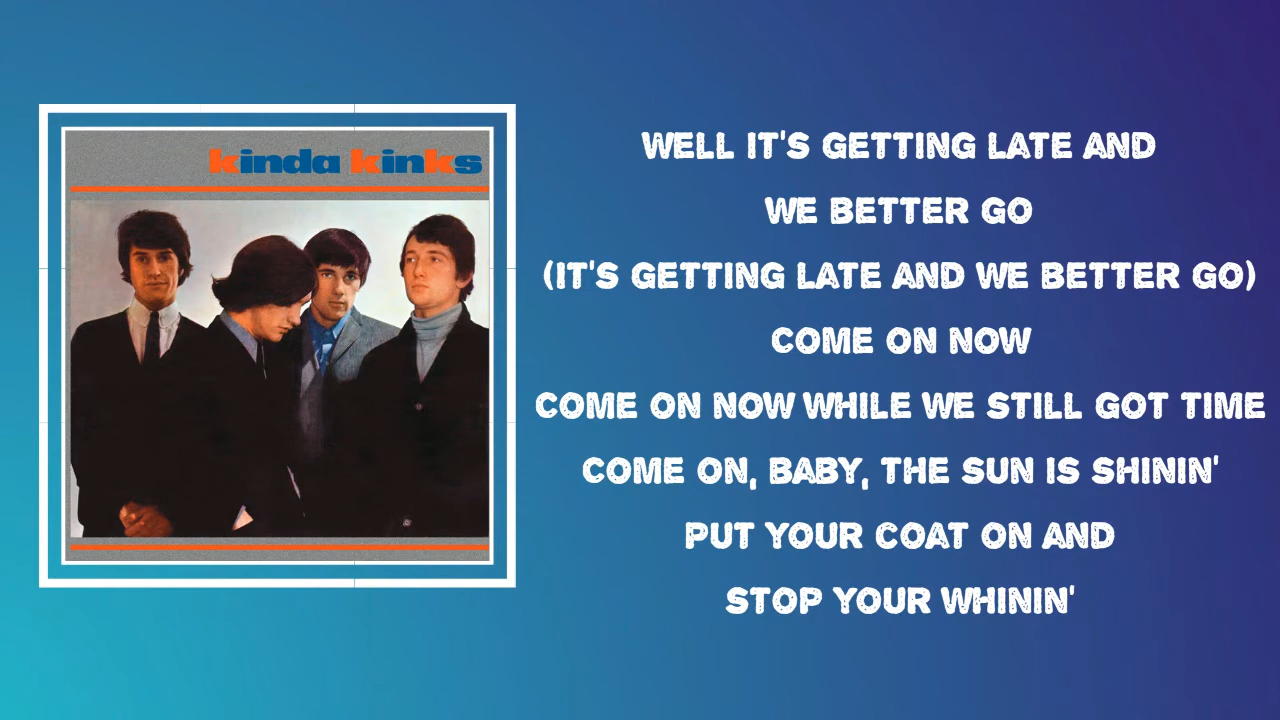 kinda kinks
WELL IT'S GETTING LATE AND
WE BETTER GO
(IT'S GETTING LATE AND WE BETTER GO)
COME ON NOW
COME ON NOW WHILE WE STILL GOT TIME
COME ON, BABY, THE SUN IS SHININ'
PUT YOUR COAT ON AND
STOP YOUR WHININ'